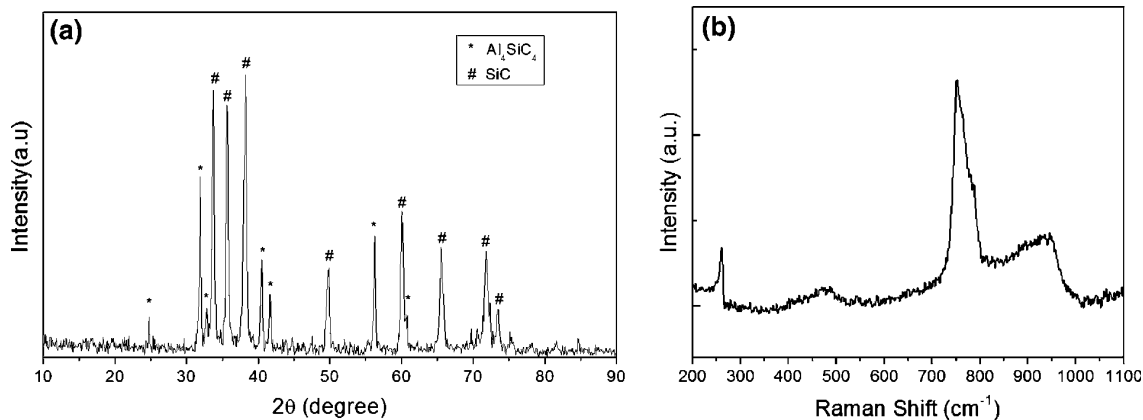 (a)
* Al₄SiC₄
# SiC
# # #
*
* * *
#
* # *
#
#
#
*
Intensity(a.u)
10 20 30 40 50 60 70 80 90
2θ (degree)
(b)
Intensity (a.u.)
200 300 400 500 600 700 800 900 1000 1100
Raman Shift (cm⁻¹)